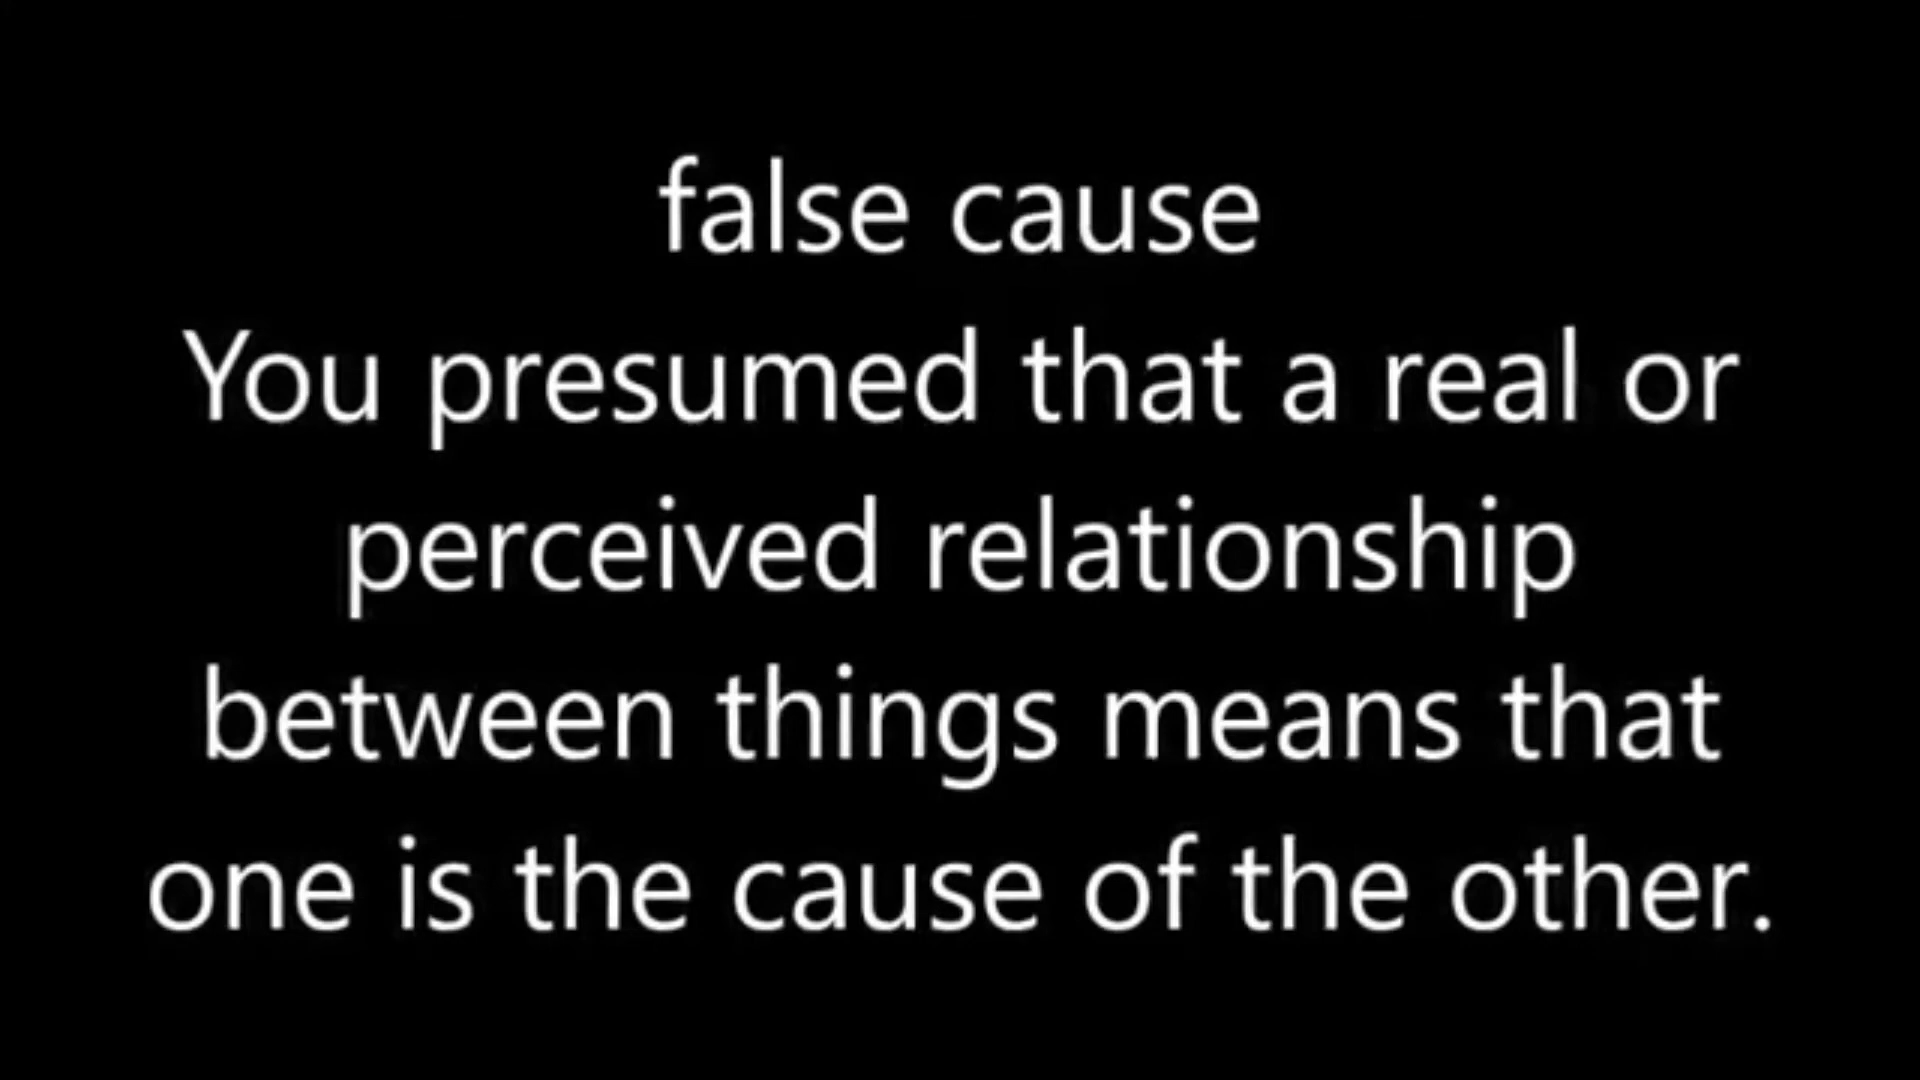 false cause
You presumed that a real or
perceived relationship
between things means that
one is the cause of the other.